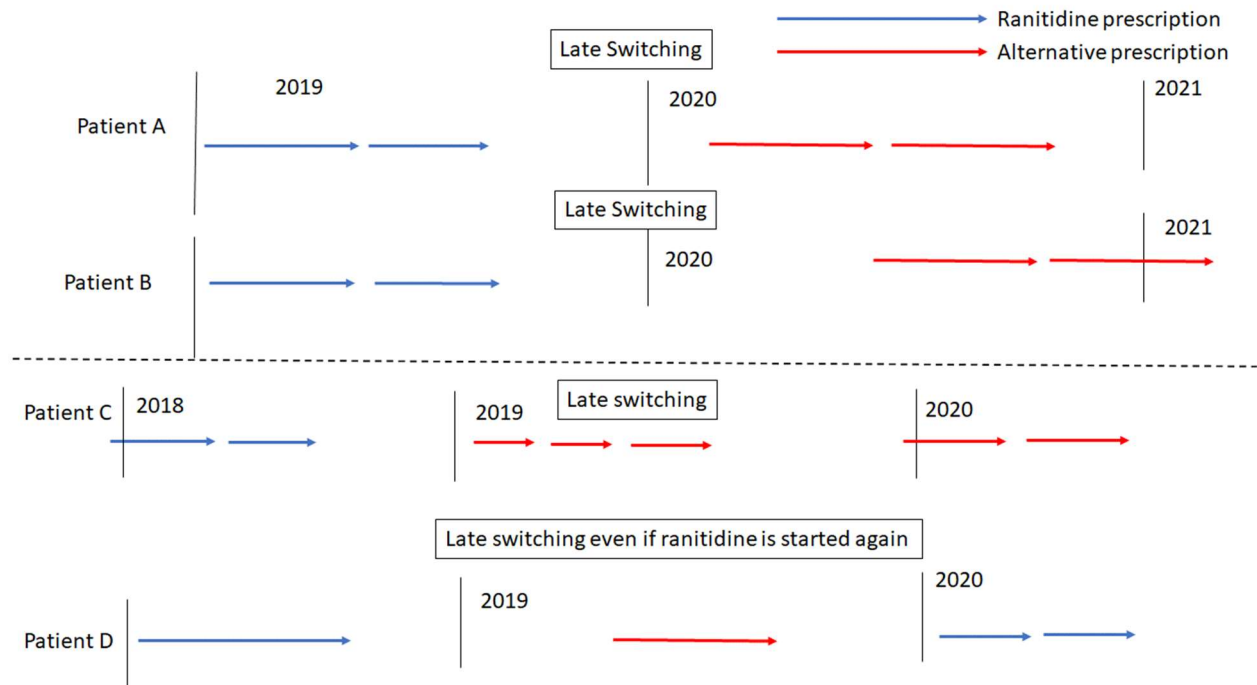 Ranitidine prescription
Late Switching
Alternative prescription
2019
2020
2021
Patient A
Late Switching
2021
2020
Patient B
Late switching
Patient C
2018
2019
2020
Late switching even if ranitidine is started again
2019
2020
Patient D